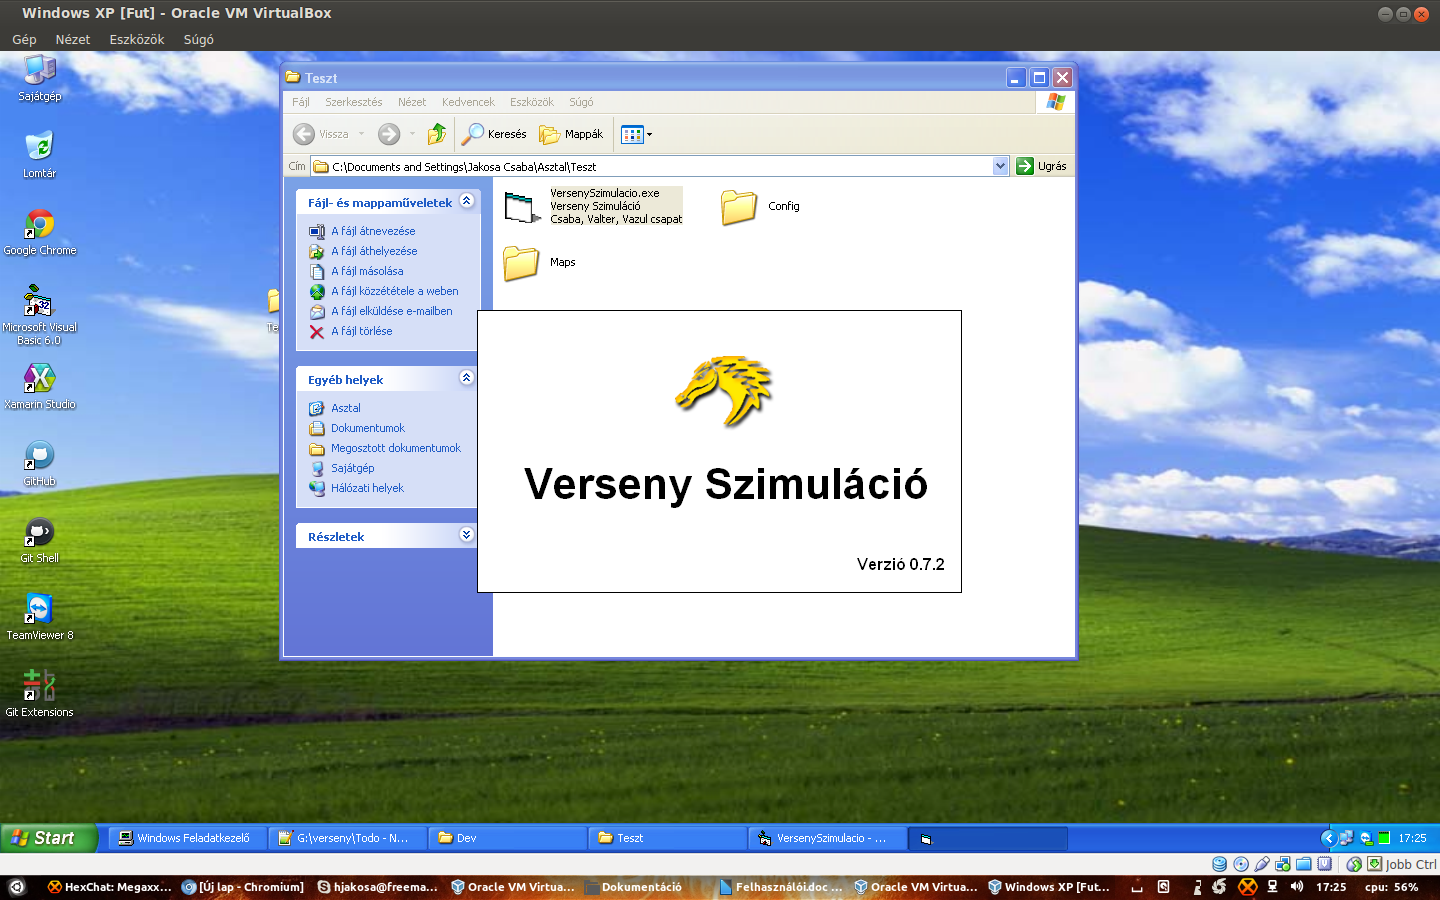 Windows XP [Fut] - Oracle VM VirtualBox
Gép Nézet Eszközök Súgó
Sajátgép
Lomtár
Google Chrome
Microsoft Visual
Basic 6.0
Xamarin Studio
GitHub
Git Shell
TeamViewer 8
Git Extensions
Te
Teszt
Fájl Szerkesztés Nézet Kedvencek Eszközök Súgó
Vissza Keresés Mappák
Cím C:\Documents and Settings\Jakosa Csaba\Asztal\Teszt Ugrás
Fájl- és mappaműveletek
A fájl átnevezése
A fájl áthelyezése
A fájl másolása
A fájl közzététele a weben
A fájl elküldése e-mailben
A fájl törlése
Egyéb helyek
Asztal
Dokumentumok
Megosztott dokumentumok
Sajátgép
Hálózati helyek
Részletek
VersenySzimulacio.exe
Verseny Szimuláció
Csaba, Valter, Vazul csapat
Config
Maps
Verseny Szimuláció
Verzió 0.7.2
Start Windows Feladatkezelő G:\verseny\Todo - N... Dev Teszt VersenySzimulacio - ... 17:25
Jobb Ctrl
HexChat: Megaxx... [Új lap - Chromium] hjakosa@freema... Oracle VM Virtua... Dokumentáció Felhasználói.doc ... Oracle VM Virtua... Windows XP [Fut... 17:25 cpu: 56%